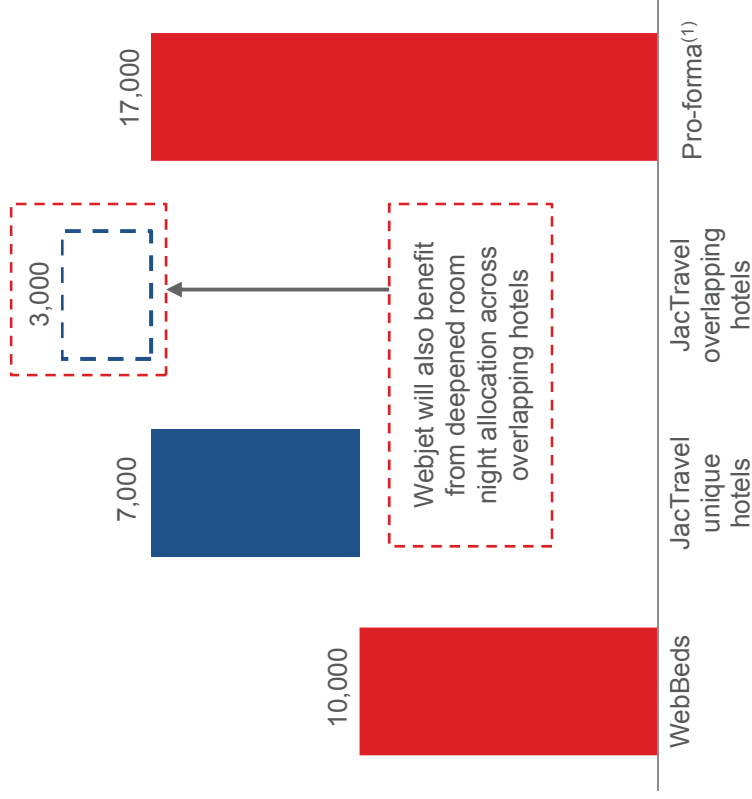 10,000
7,000
3,000
17,000
Webjet will also benefit
from deepened room
night allocation across
overlapping hotels
WebBeds
JacTravel
unique
hotels
JacTravel
overlapping
hotels
Pro-forma(1)